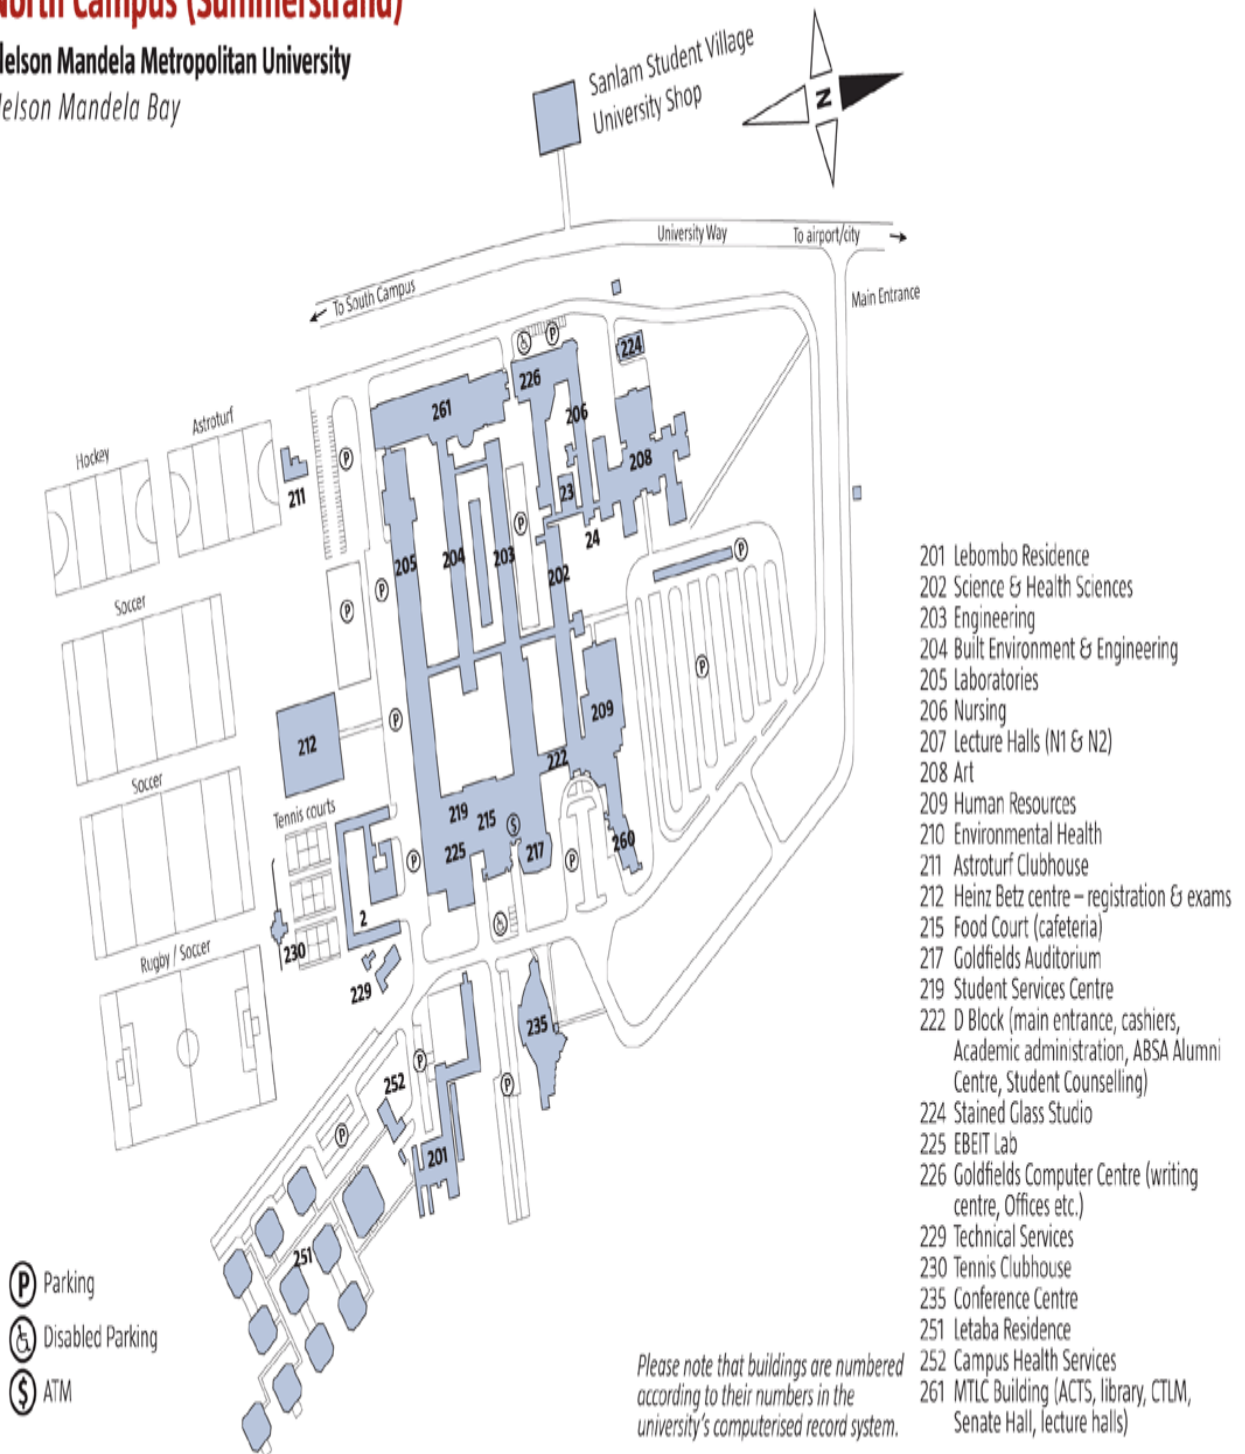 North Campus (Summerstrand)
Nelson Mandela Metropolitan University
Nelson Mandela Bay
Sanlam Student Village
University Shop
N
University Way
To airport/city
To South Campus
Main Entrance
Hockey
Astroturf
211
Soccer
Soccer
Rugby / Soccer
Tennis courts
261
226
224
206
208
23
24
205
204
203
202
212
209
222
219
215
$
225
217
260
2
230
229
235
252
201
251
P
P
P
P
P
P
P
P
P
P
P
P
P
201 Lebombo Residence
202 Science & Health Sciences
203 Engineering
204 Built Environment & Engineering
205 Laboratories
206 Nursing
207 Lecture Halls (N1 & N2)
208 Art
209 Human Resources
210 Environmental Health
211 Astroturf Clubhouse
212 Heinz Betz centre – registration & exams
215 Food Court (cafeteria)
217 Goldfields Auditorium
219 Student Services Centre
222 D Block (main entrance, cashiers,
Academic administration, ABSA Alumni
Centre, Student Counselling)
224 Stained Glass Studio
225 EBEIT Lab
226 Goldfields Computer Centre (writing
centre, Offices etc.)
229 Technical Services
230 Tennis Clubhouse
235 Conference Centre
251 Letaba Residence
252 Campus Health Services
261 MTLC Building (ACTS, library, CTLM,
Senate Hall, lecture halls)
P Parking
Disabled Parking
$ ATM
Please note that buildings are numbered
according to their numbers in the
university's computerised record system.